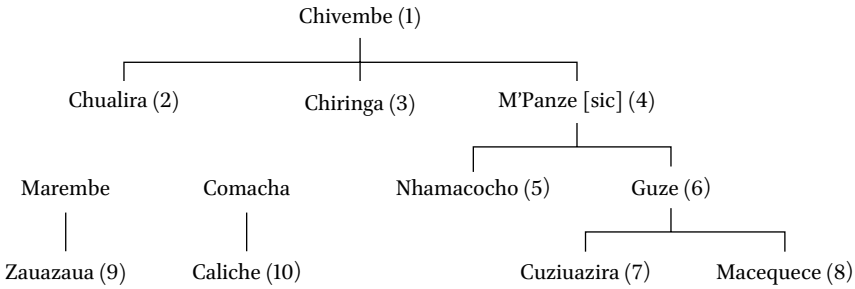 Chivembe (1)
Chualira (2) Chiringa (3) M'Panze [sic] (4)
Marembe Comacha Nhamacocho (5) Guze (6)
Zauazaua (9) Caliche (10) Cuziuazira (7) Macequece (8)